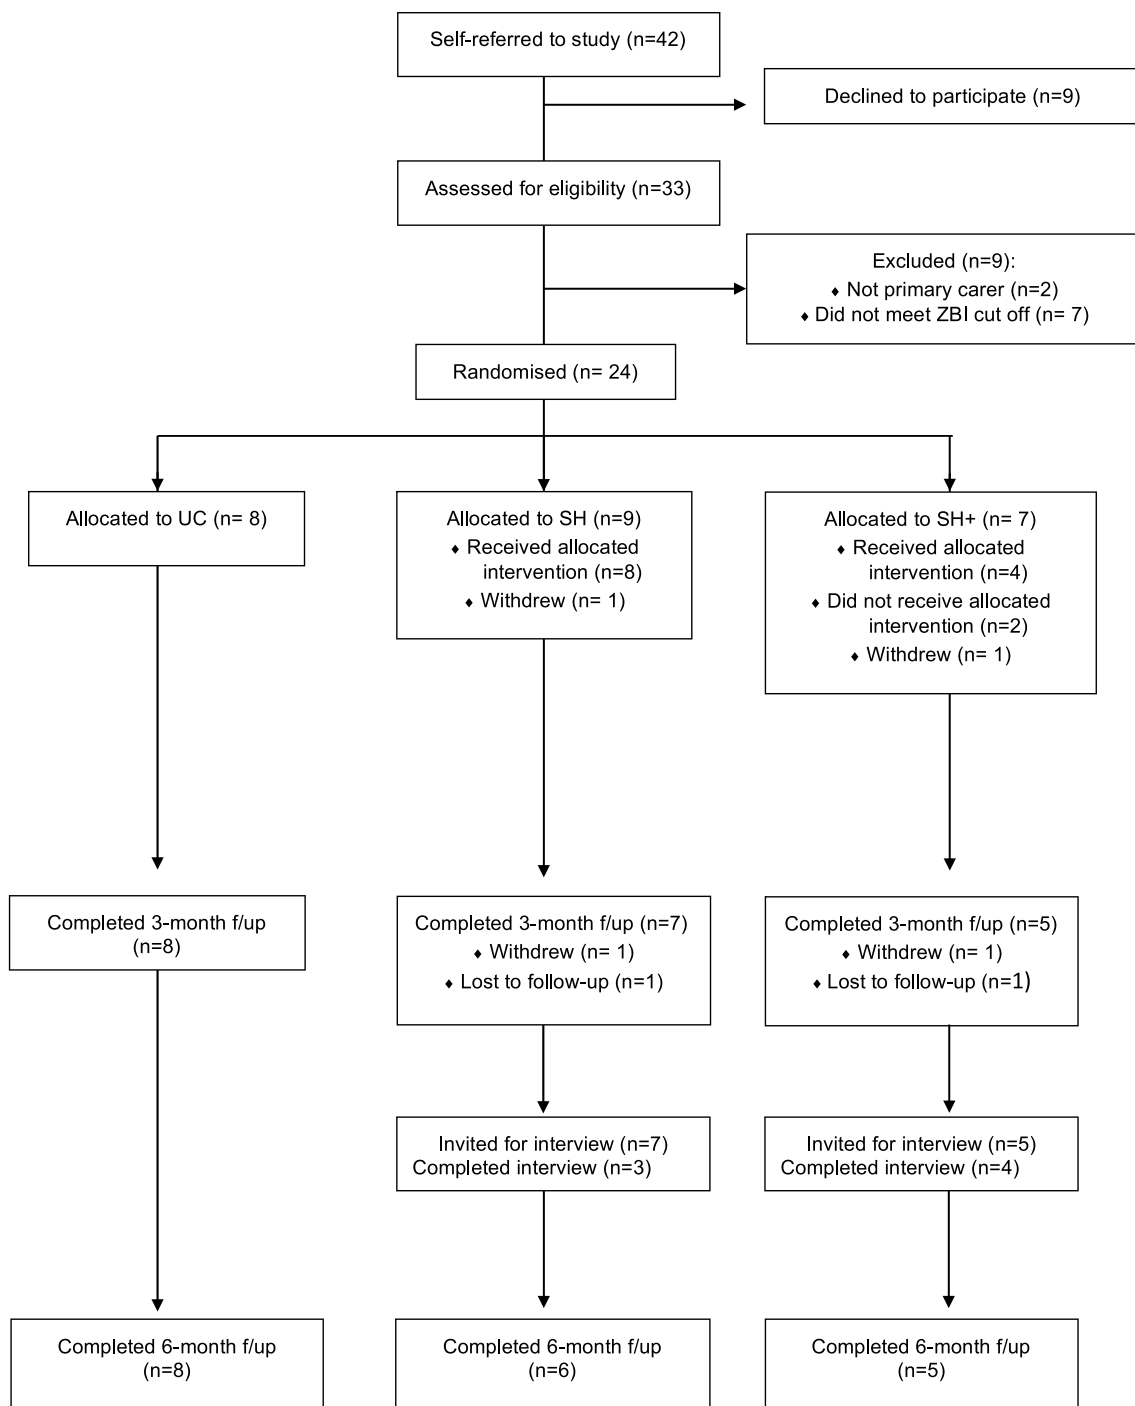 Self-referred to study (n=42)
Declined to participate (n=9)
Assessed for eligibility (n=33)
Excluded (n=9):
♦ Not primary carer (n=2)
♦ Did not meet ZBI cut off (n= 7)
Randomised (n= 24)
Allocated to UC (n= 8)
Allocated to SH (n=9)
♦ Received allocated
intervention (n=8)
♦ Withdrew (n= 1)
Allocated to SH+ (n= 7)
♦ Received allocated
intervention (n=4)
♦ Did not receive allocated
intervention (n=2)
♦ Withdrew (n= 1)
Completed 3-month f/up
(n=8)
Completed 3-month f/up (n=7)
♦ Withdrew (n= 1)
♦ Lost to follow-up (n=1)
Completed 3-month f/up (n=5)
♦ Withdrew (n= 1)
♦ Lost to follow-up (n=1)
Invited for interview (n=7)
Completed interview (n=3)
Invited for interview (n=5)
Completed interview (n=4)
Completed 6-month f/up
(n=8)
Completed 6-month f/up
(n=6)
Completed 6-month f/up
(n=5)